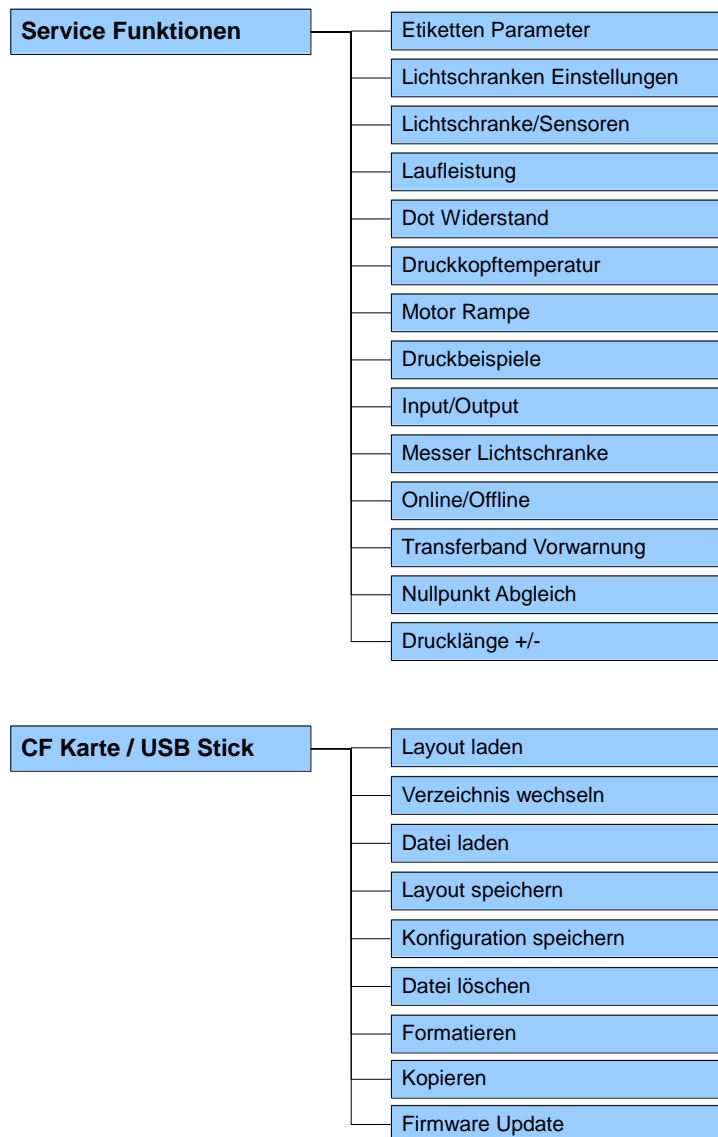 Service Funktionen
Etiketten Parameter
Lichtschranken Einstellungen
Lichtschranke/Sensoren
Laufleistung
Dot Widerstand
Druckkopftemperatur
Motor Rampe
Druckbeispiele
Input/Output
Messer Lichtschranke
Online/Offline
Transferband Vorwarnung
Nullpunkt Abgleich
Drucklänge +/-
CF Karte / USB Stick
Layout laden
Verzeichnis wechseln
Datei laden
Layout speichern
Konfiguration speichern
Datei löschen
Formatieren
Kopieren
Firmware Update